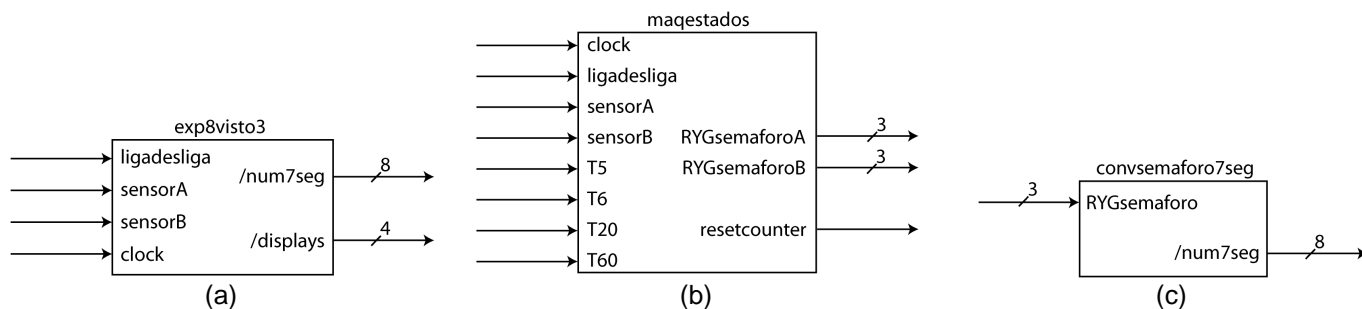 exp8visto3
ligadesliga
sensorA
sensorB
clock
/num7seg
8
/displays
4
(a)
maqestados
clock
ligadesliga
sensorA
sensorB
T5
T6
T20
T60
RYGsemaforoA
3
RYGsemaforoB
3
resetcounter
(b)
convsemaforo7seg
3
RYGsemaforo
/num7seg
8
(c)